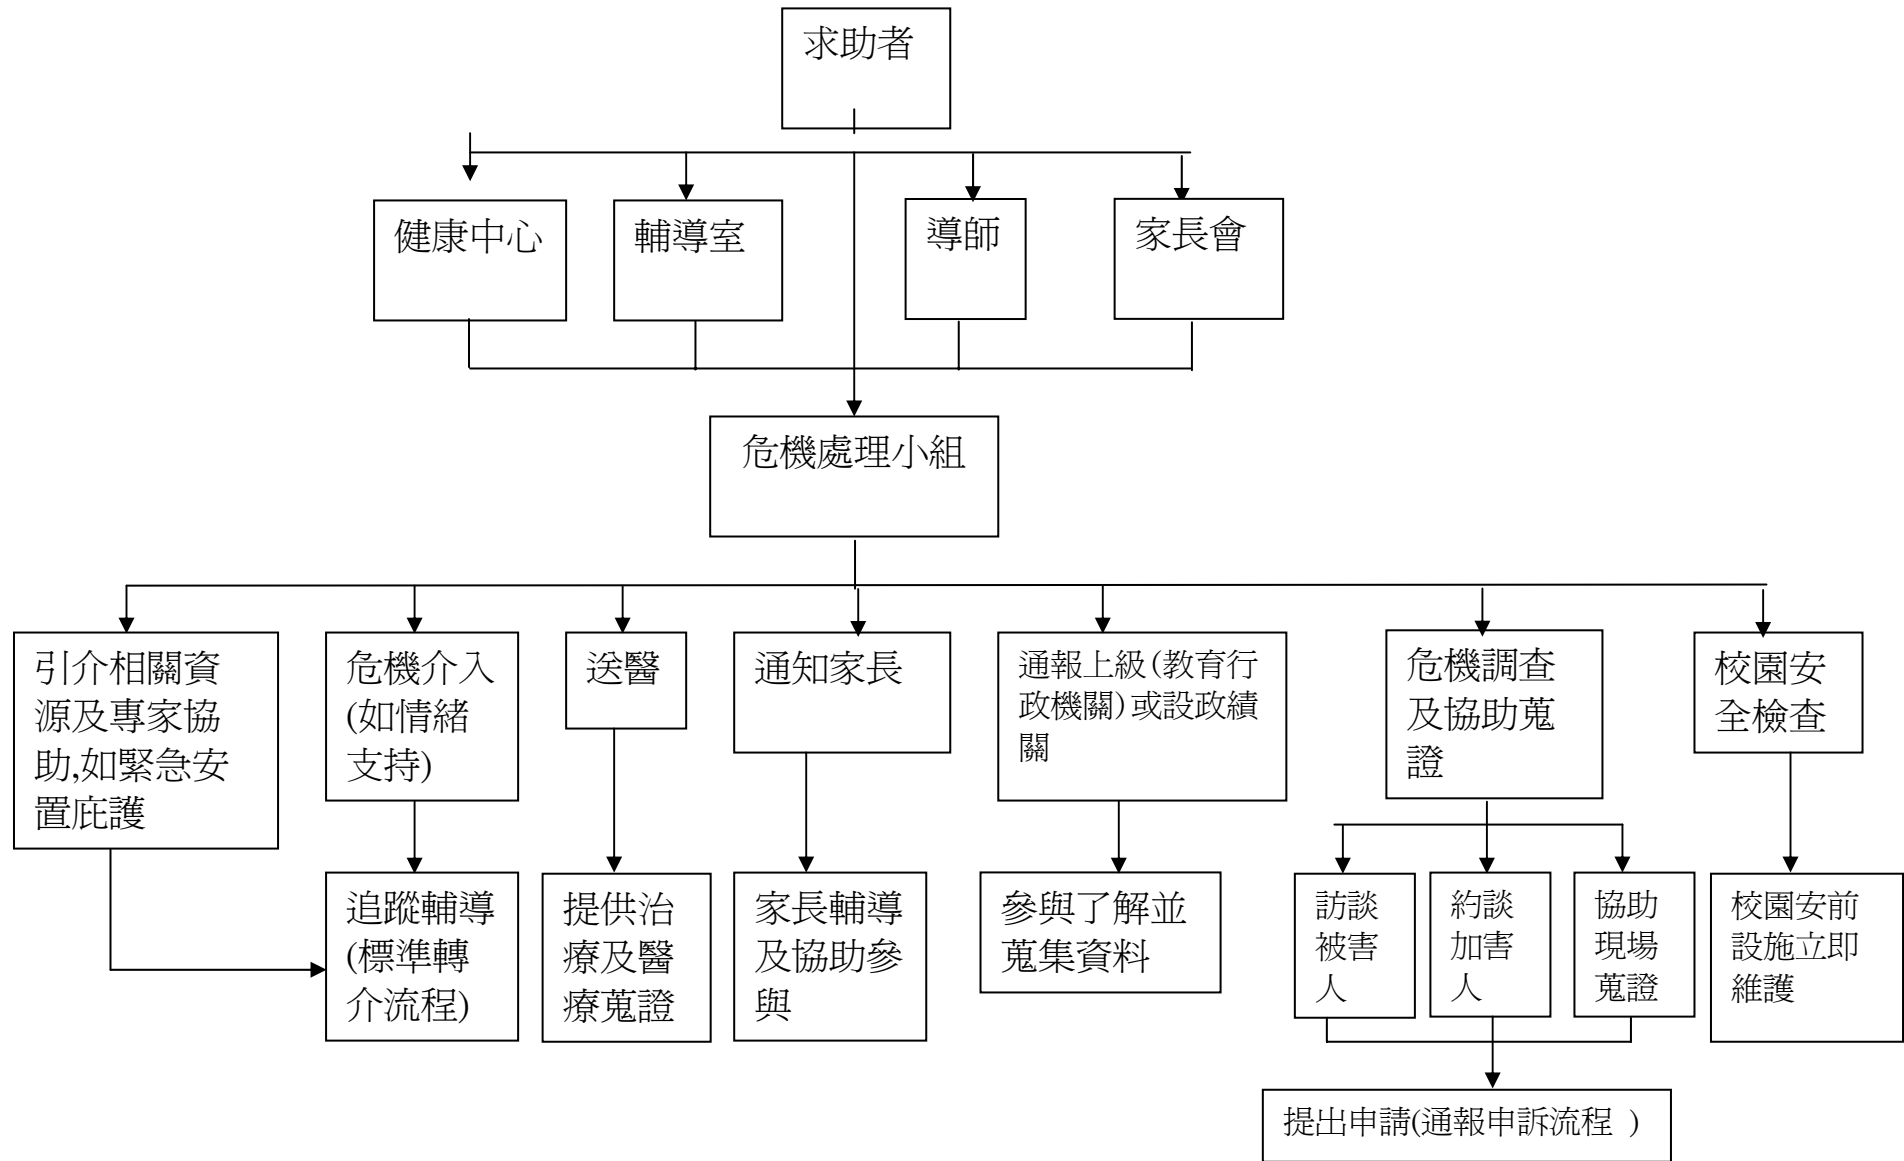 求助者
健康中心
輔導室
導師
家長會
危機處理小組
引介相關資
源及專家協
助,如緊急安
置庇護
危機介入
(如情緒
支持)
送醫
通知家長
通報上級(教育行
政機關)或設政績
關
危機調查
及協助蒐
證
校園安
全檢查
追蹤輔導
(標準轉
介流程)
提供治
療及醫
療蒐證
家長輔導
及協助參
與
參與了解並
蒐集資料
訪談
被害
人
約談
加害
人
協助
現場
蒐證
校園安前
設施立即
維護
提出申請(通報申訴流程 )